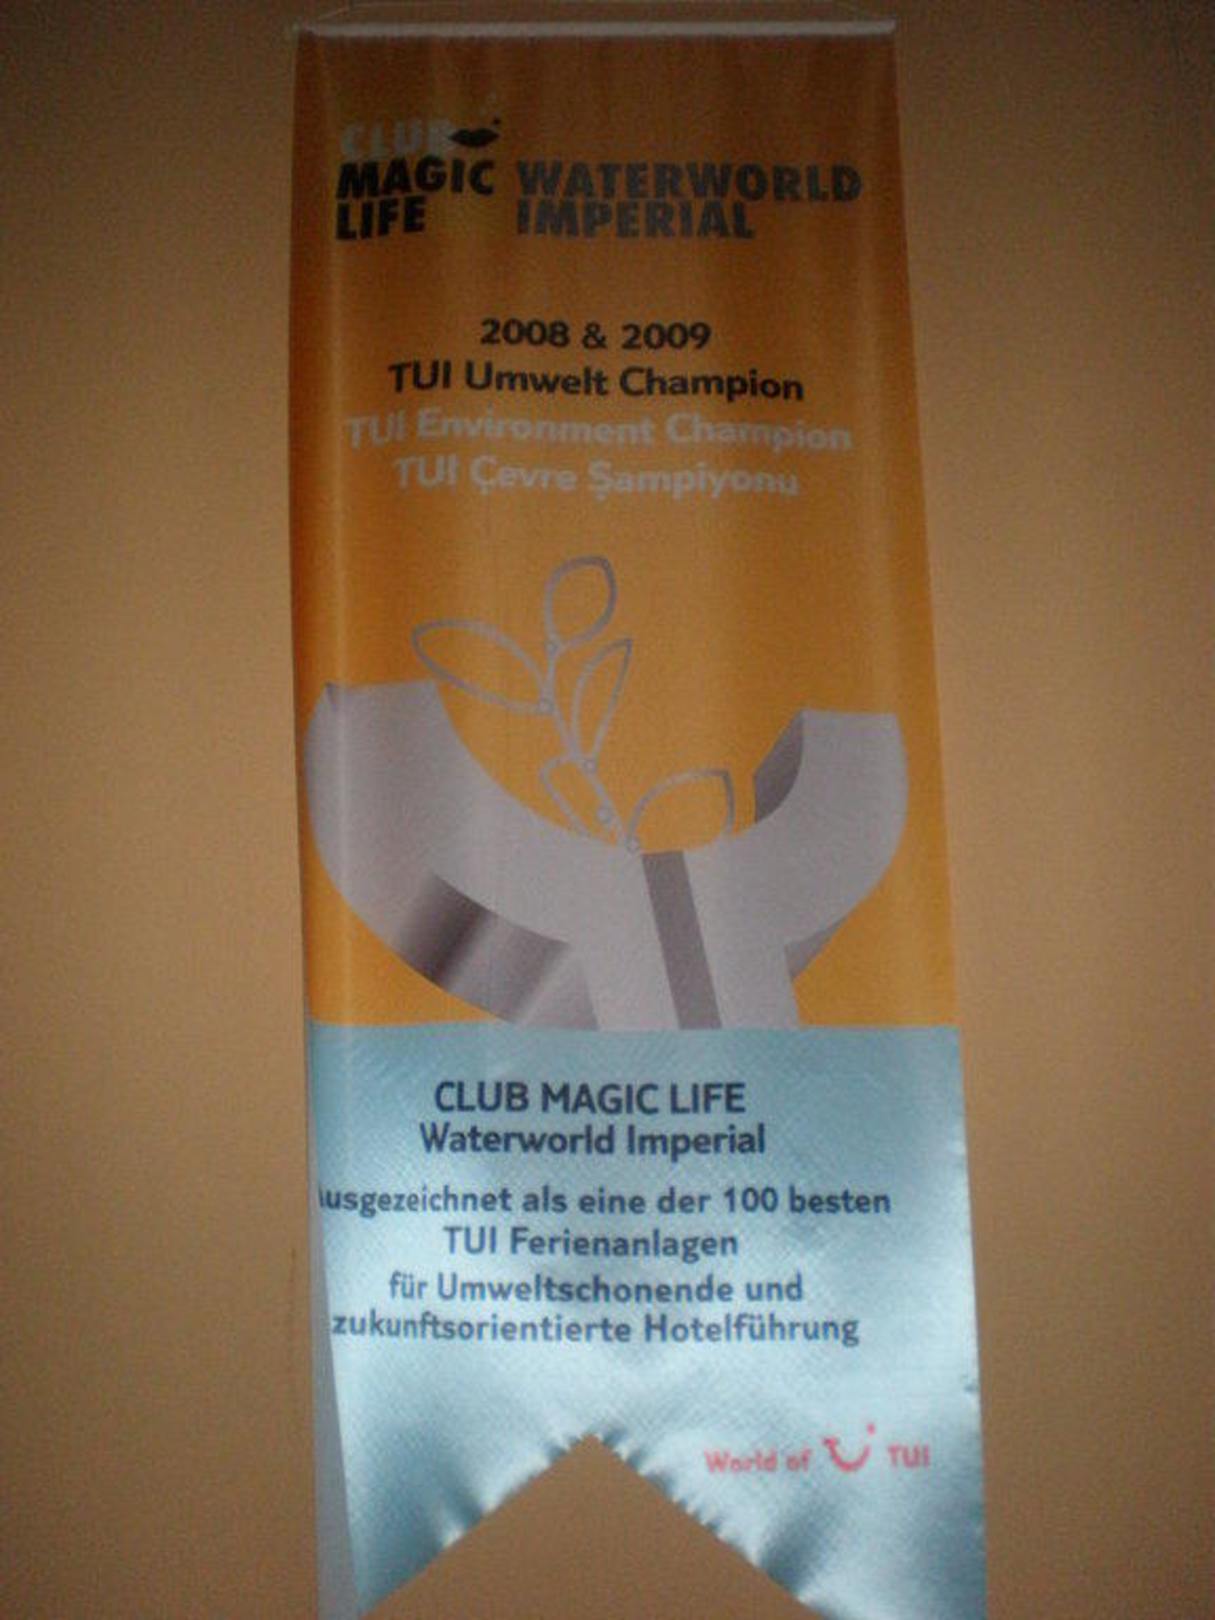 CLUB
MAGIC WATERWORLD
LIFE IMPERIAL
2008 & 2009
TUI Umwelt Champion
TUI Environment Champion
TUI Çevre Şampiyonu
CLUB MAGIC LIFE
Waterworld Imperial
usgezeichnet als eine der 100 besten
TUI Ferienanlagen
für Umweltschonende und
zukunftsorientierte Hotelführung
World of TUI